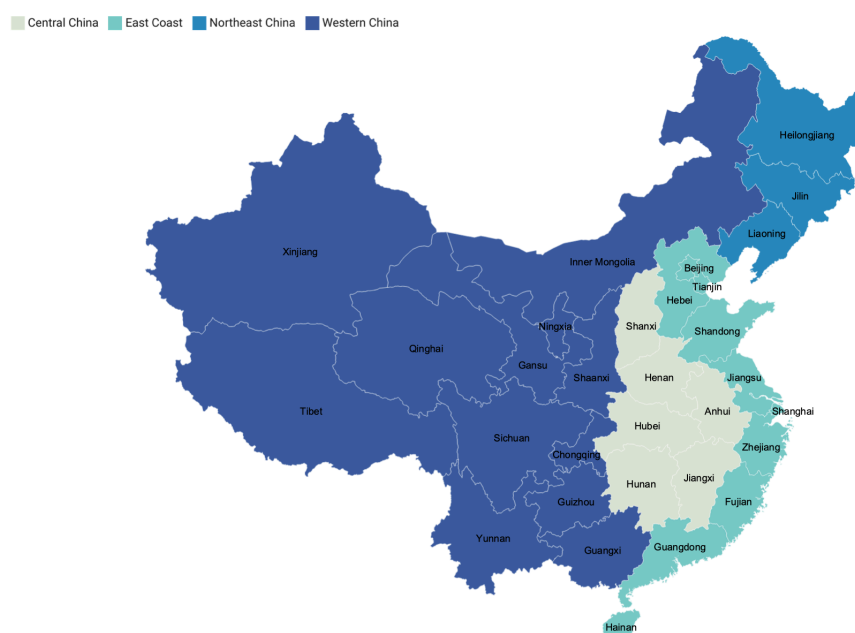 Central China
East Coast
Northeast China
Western China
Heilongjiang
Jilin
Liaoning
Xinjiang
Inner Mongolia
Beijing
Tianjin
Hebei
Ningxia
Shanxi
Shandong
Qinghai
Gansu
Shaanxi
Henan
Jiangsu
Tibet
Anhui
Shanghai
Hubei
Sichuan
Zhejiang
Chongqing
Hunan
Jiangxi
Guizhou
Fujian
Yunnan
Guangxi
Guangdong
Hainan